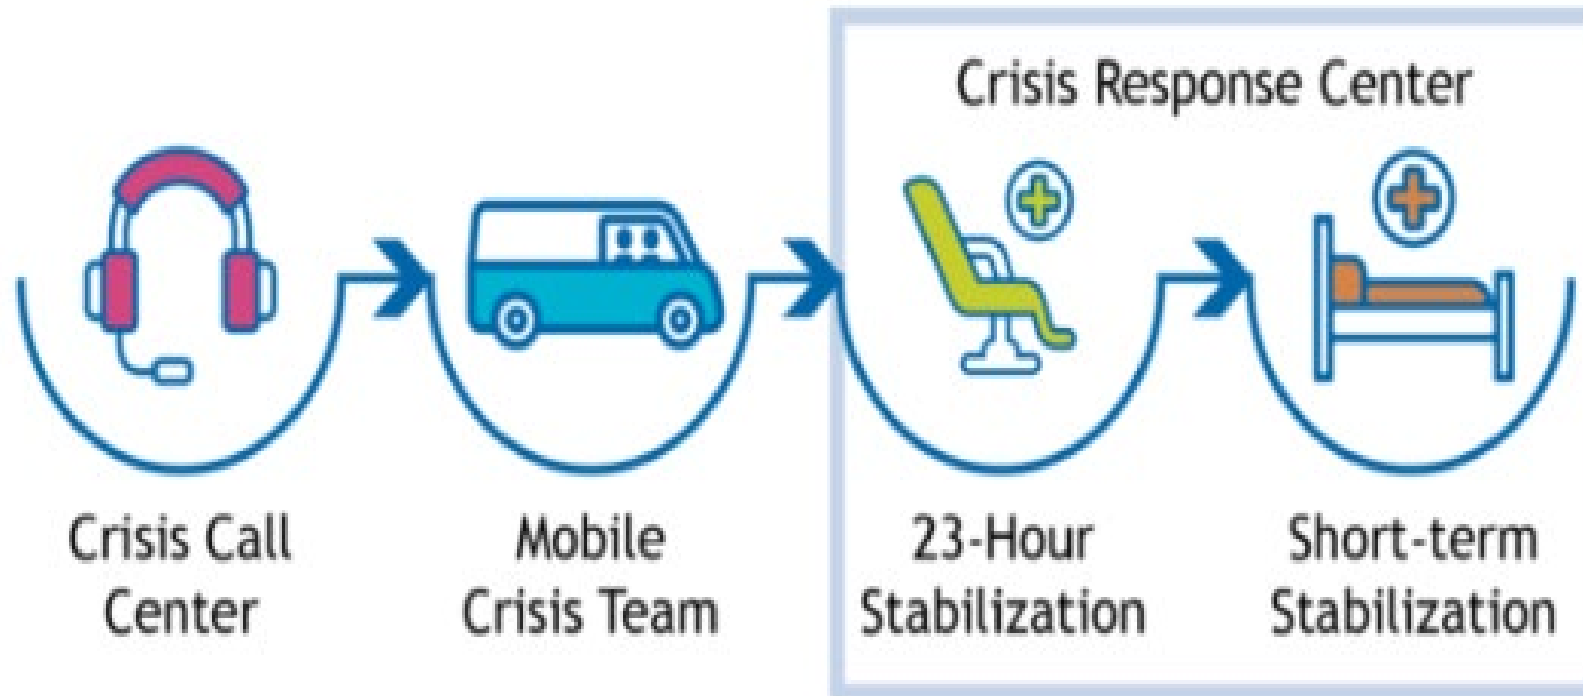 Crisis Response Center
Crisis Call
Center
Mobile
Crisis Team
23-Hour
Stabilization
Short-term
Stabilization